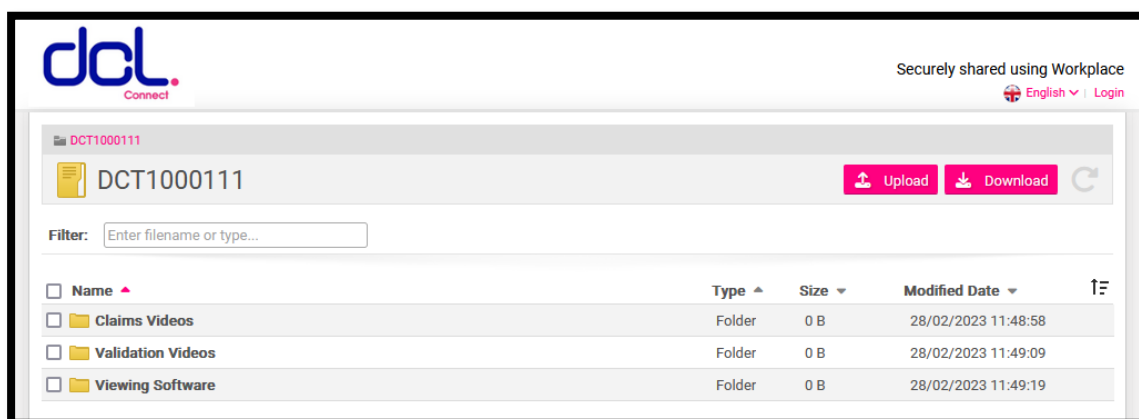 dcl.
Connect
Securely shared using Workplace
English Login
DCT1000111
DCT1000111
Upload Download
Filter: Enter filename or type...
Name Type Size Modified Date
Claims Videos Folder 0 B 28/02/2023 11:48:58
Validation Videos Folder 0 B 28/02/2023 11:49:09
Viewing Software Folder 0 B 28/02/2023 11:49:19